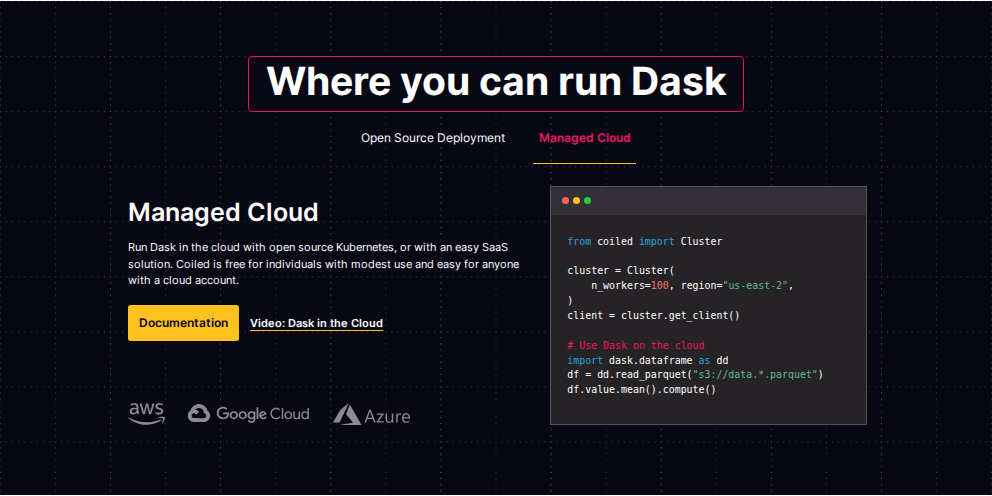 Where you can run Dask
Open Source Deployment
Managed Cloud
Managed Cloud
Run Dask in the cloud with open source Kubernetes, or with an easy SaaS
solution. Coiled is free for individuals with modest use and easy for anyone
with a cloud account.
Documentation
Video: Dask in the Cloud
aws
Google Cloud
Azure
from coiled import Cluster
cluster = Cluster(
    n_workers=100, region="us-east-2",
)
client = cluster.get_client()
# Use Dask on the cloud
import dask.dataframe as dd
df = dd.read_parquet("s3://data.*.parquet")
df.value.mean().compute()